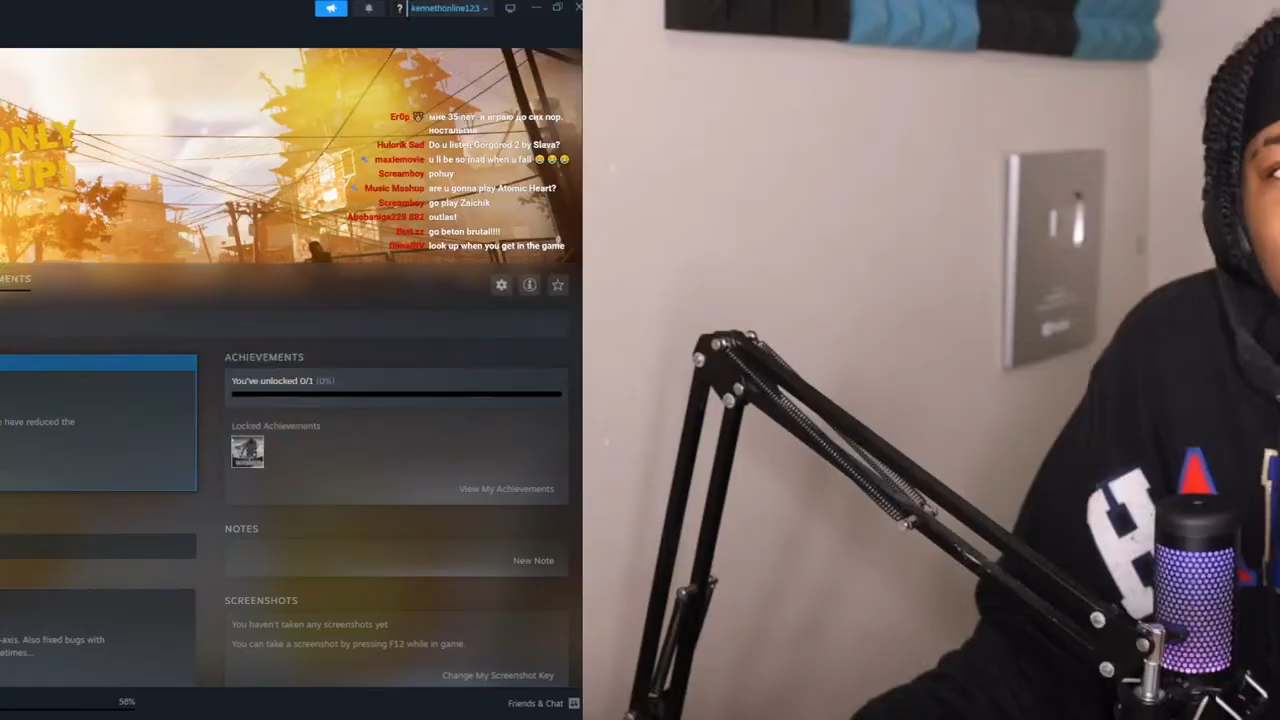 ?
kennethonline123
ONLY
UP!
Er0p мне 35 лет. я играю до сих пор.
ностальгия
Hulorik Sad Do u listen Gorgorod 2 by Slava?
maxlemovie u ll be so mad when u fall 😂😂😂
Screamboy pohuy
Music Mashup are u gonna play Atomic Heart?
Screamboy go play Zaichik
outlast
go beton brutal!!!!
look up when you get in the game
MENTS
ACHIEVEMENTS
You've unlocked 0/1 (0%)
e have reduced the
Locked Achievements
View My Achievements
NOTES
New Note
SCREENSHOTS
You haven't taken any screenshots yet
-axis. Also fixed bugs with
You can take a screenshot by pressing F12 while in game.
etimes...
Change My Screenshot Key
58%
Friends & Chat